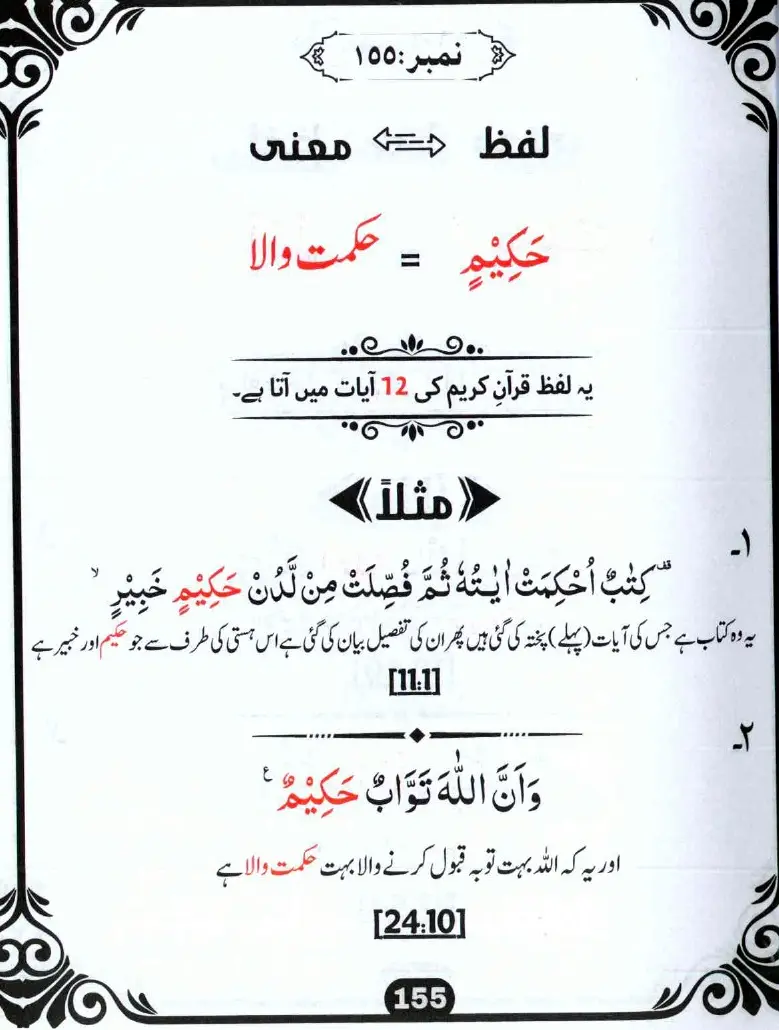 نمبر:۱۵۵
لفظ معنی
حَكِيْمٍ = حکمت والا
یہ لفظ قرآنِ کریم کی 12 آیات میں آتا ہے۔
مثلاً
۱۔
كِتٰبٌ اُحْكِمَتْ اٰيٰتُهٗ ثُمَّ فُصِّلَتْ مِنْ لَّدُنْ حَكِيْمٍ خَبِيْرٍ ۙ
یہ وہ کتاب ہے جس کی آیات (پہلے) پختہ کی گئی ہیں پھر ان کی تفصیل بیان کی گئی ہے اس ہستی کی طرف سے جو حکیم اور خبیر ہے
[11:1]
۲۔
وَاَنَّ اللّٰهَ تَوَّابٌ حَكِيْمٌ ع
اور یہ کہ اللہ بہت توبہ قبول کرنے والا بہت حکمت والا ہے
[24:10]
155